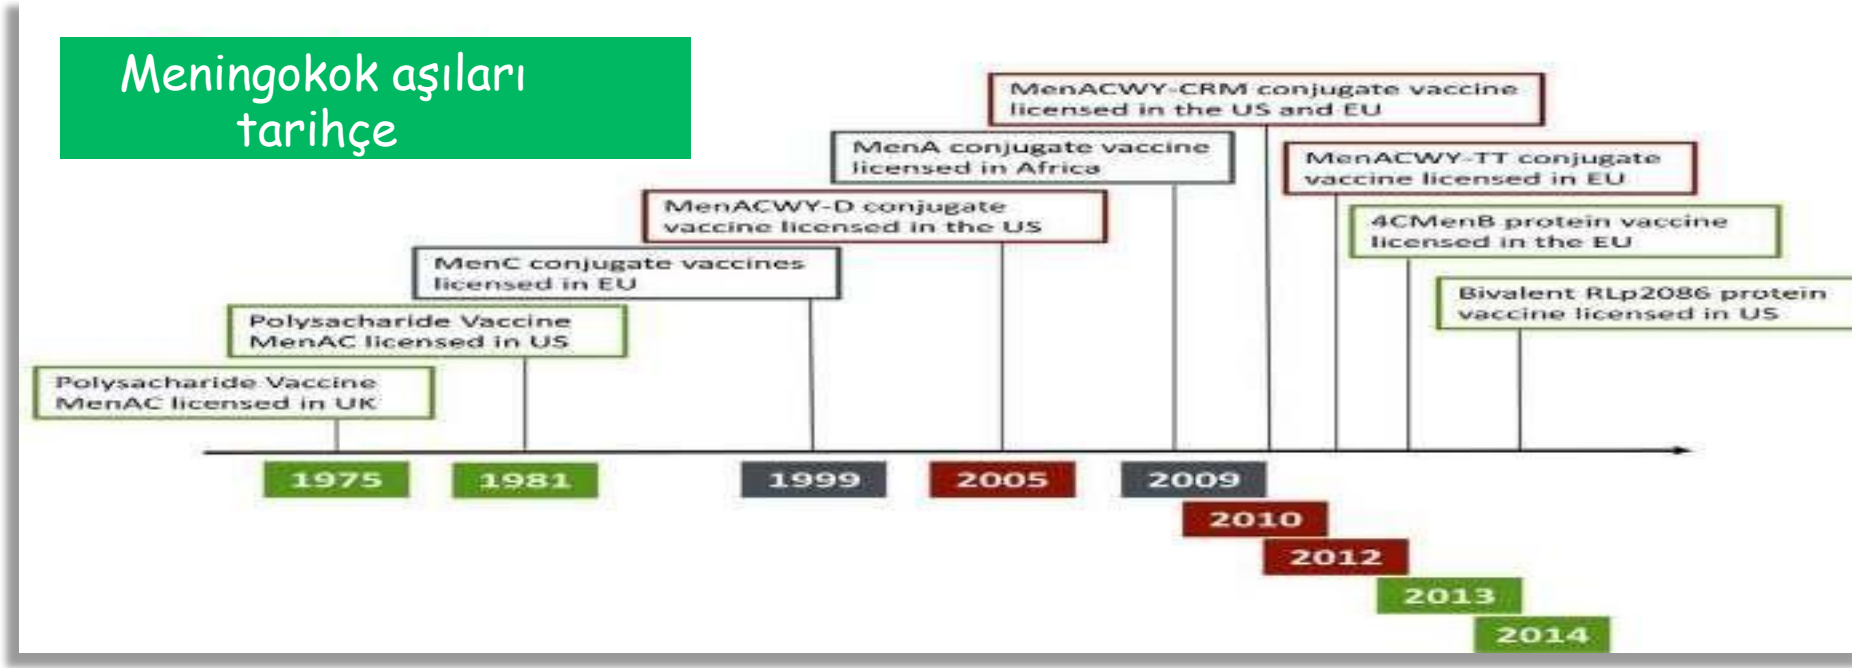 Meningokok aşıları
tarihçe
MenACWY-CRM conjugate vaccine
licensed in the US and EU
MenA conjugate vaccine
licensed in Africa
MenACWY-TT conjugate
vaccine licensed in EU
MenACWY-D conjugate
vaccine licensed in the US
4CMenB protein vaccine
licensed in the EU
MenC conjugate vaccines
licensed in EU
Bivalent RLp2086 protein
vaccine licensed in US
Polysacharide Vaccine
MenAC licensed in US
Polysacharide Vaccine
MenAC licensed in UK
1975
1981
1999
2005
2009
2010
2012
2013
2014